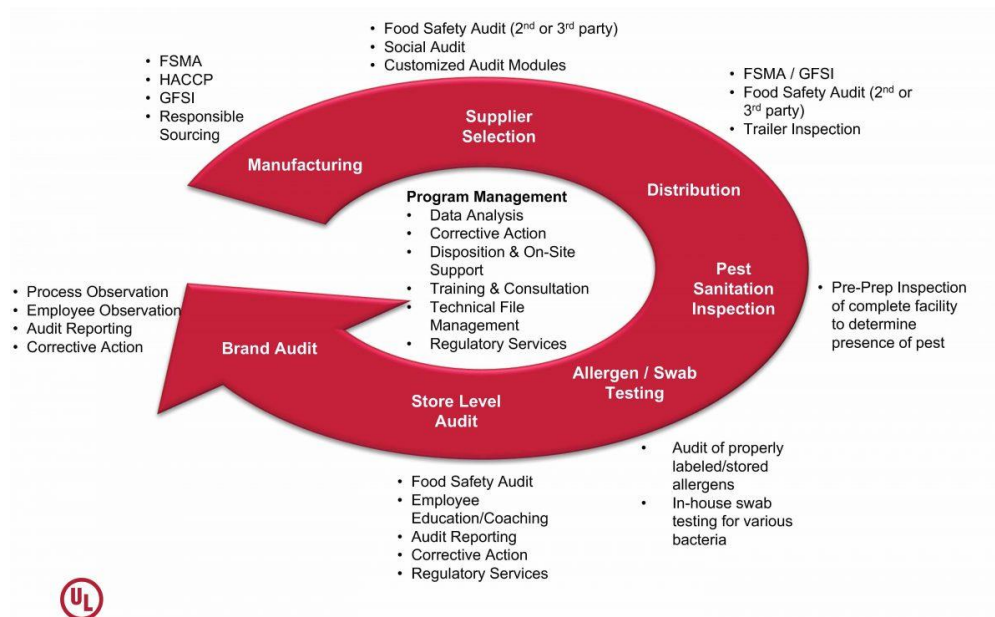 • Food Safety Audit (2nd or 3rd party)
• Social Audit
• Customized Audit Modules
• FSMA
• HACCP
• GFSI
• Responsible
Sourcing
• FSMA / GFSI
• Food Safety Audit (2nd or
3rd party)
• Trailer Inspection
Manufacturing
Supplier
Selection
Distribution
Pest
Sanitation
Inspection
• Pre-Prep Inspection
of complete facility
to determine
presence of pest
Allergen / Swab
Testing
• Audit of properly
labeled/stored
allergens
• In-house swab
testing for various
bacteria
Store Level
Audit
• Food Safety Audit
• Employee
Education/Coaching
• Audit Reporting
• Corrective Action
• Regulatory Services
Brand Audit
• Process Observation
• Employee Observation
• Audit Reporting
• Corrective Action
Program Management
• Data Analysis
• Corrective Action
• Disposition & On-Site
Support
• Training & Consultation
• Technical File
Management
• Regulatory Services
UL